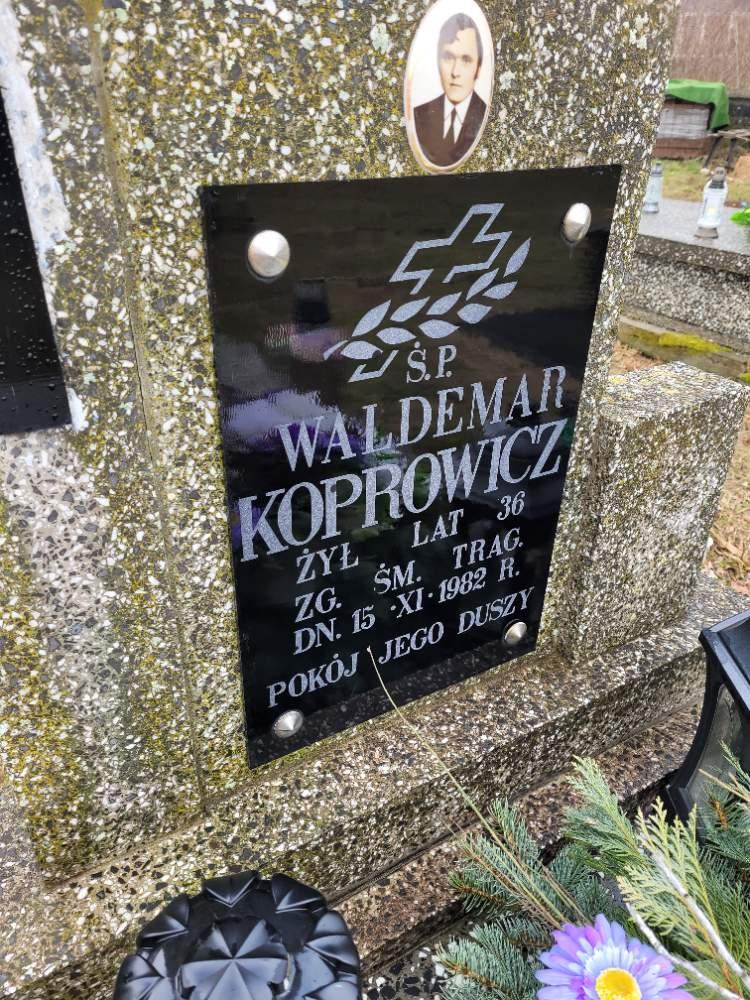 Ś.P.
WALDEMAR
KOPROWICZ
ŻYŁ LAT 36
ZG. ŚM. TRAG.
DN. 15 ·XI·1982 R.
POKÓJ JEGO DUSZY